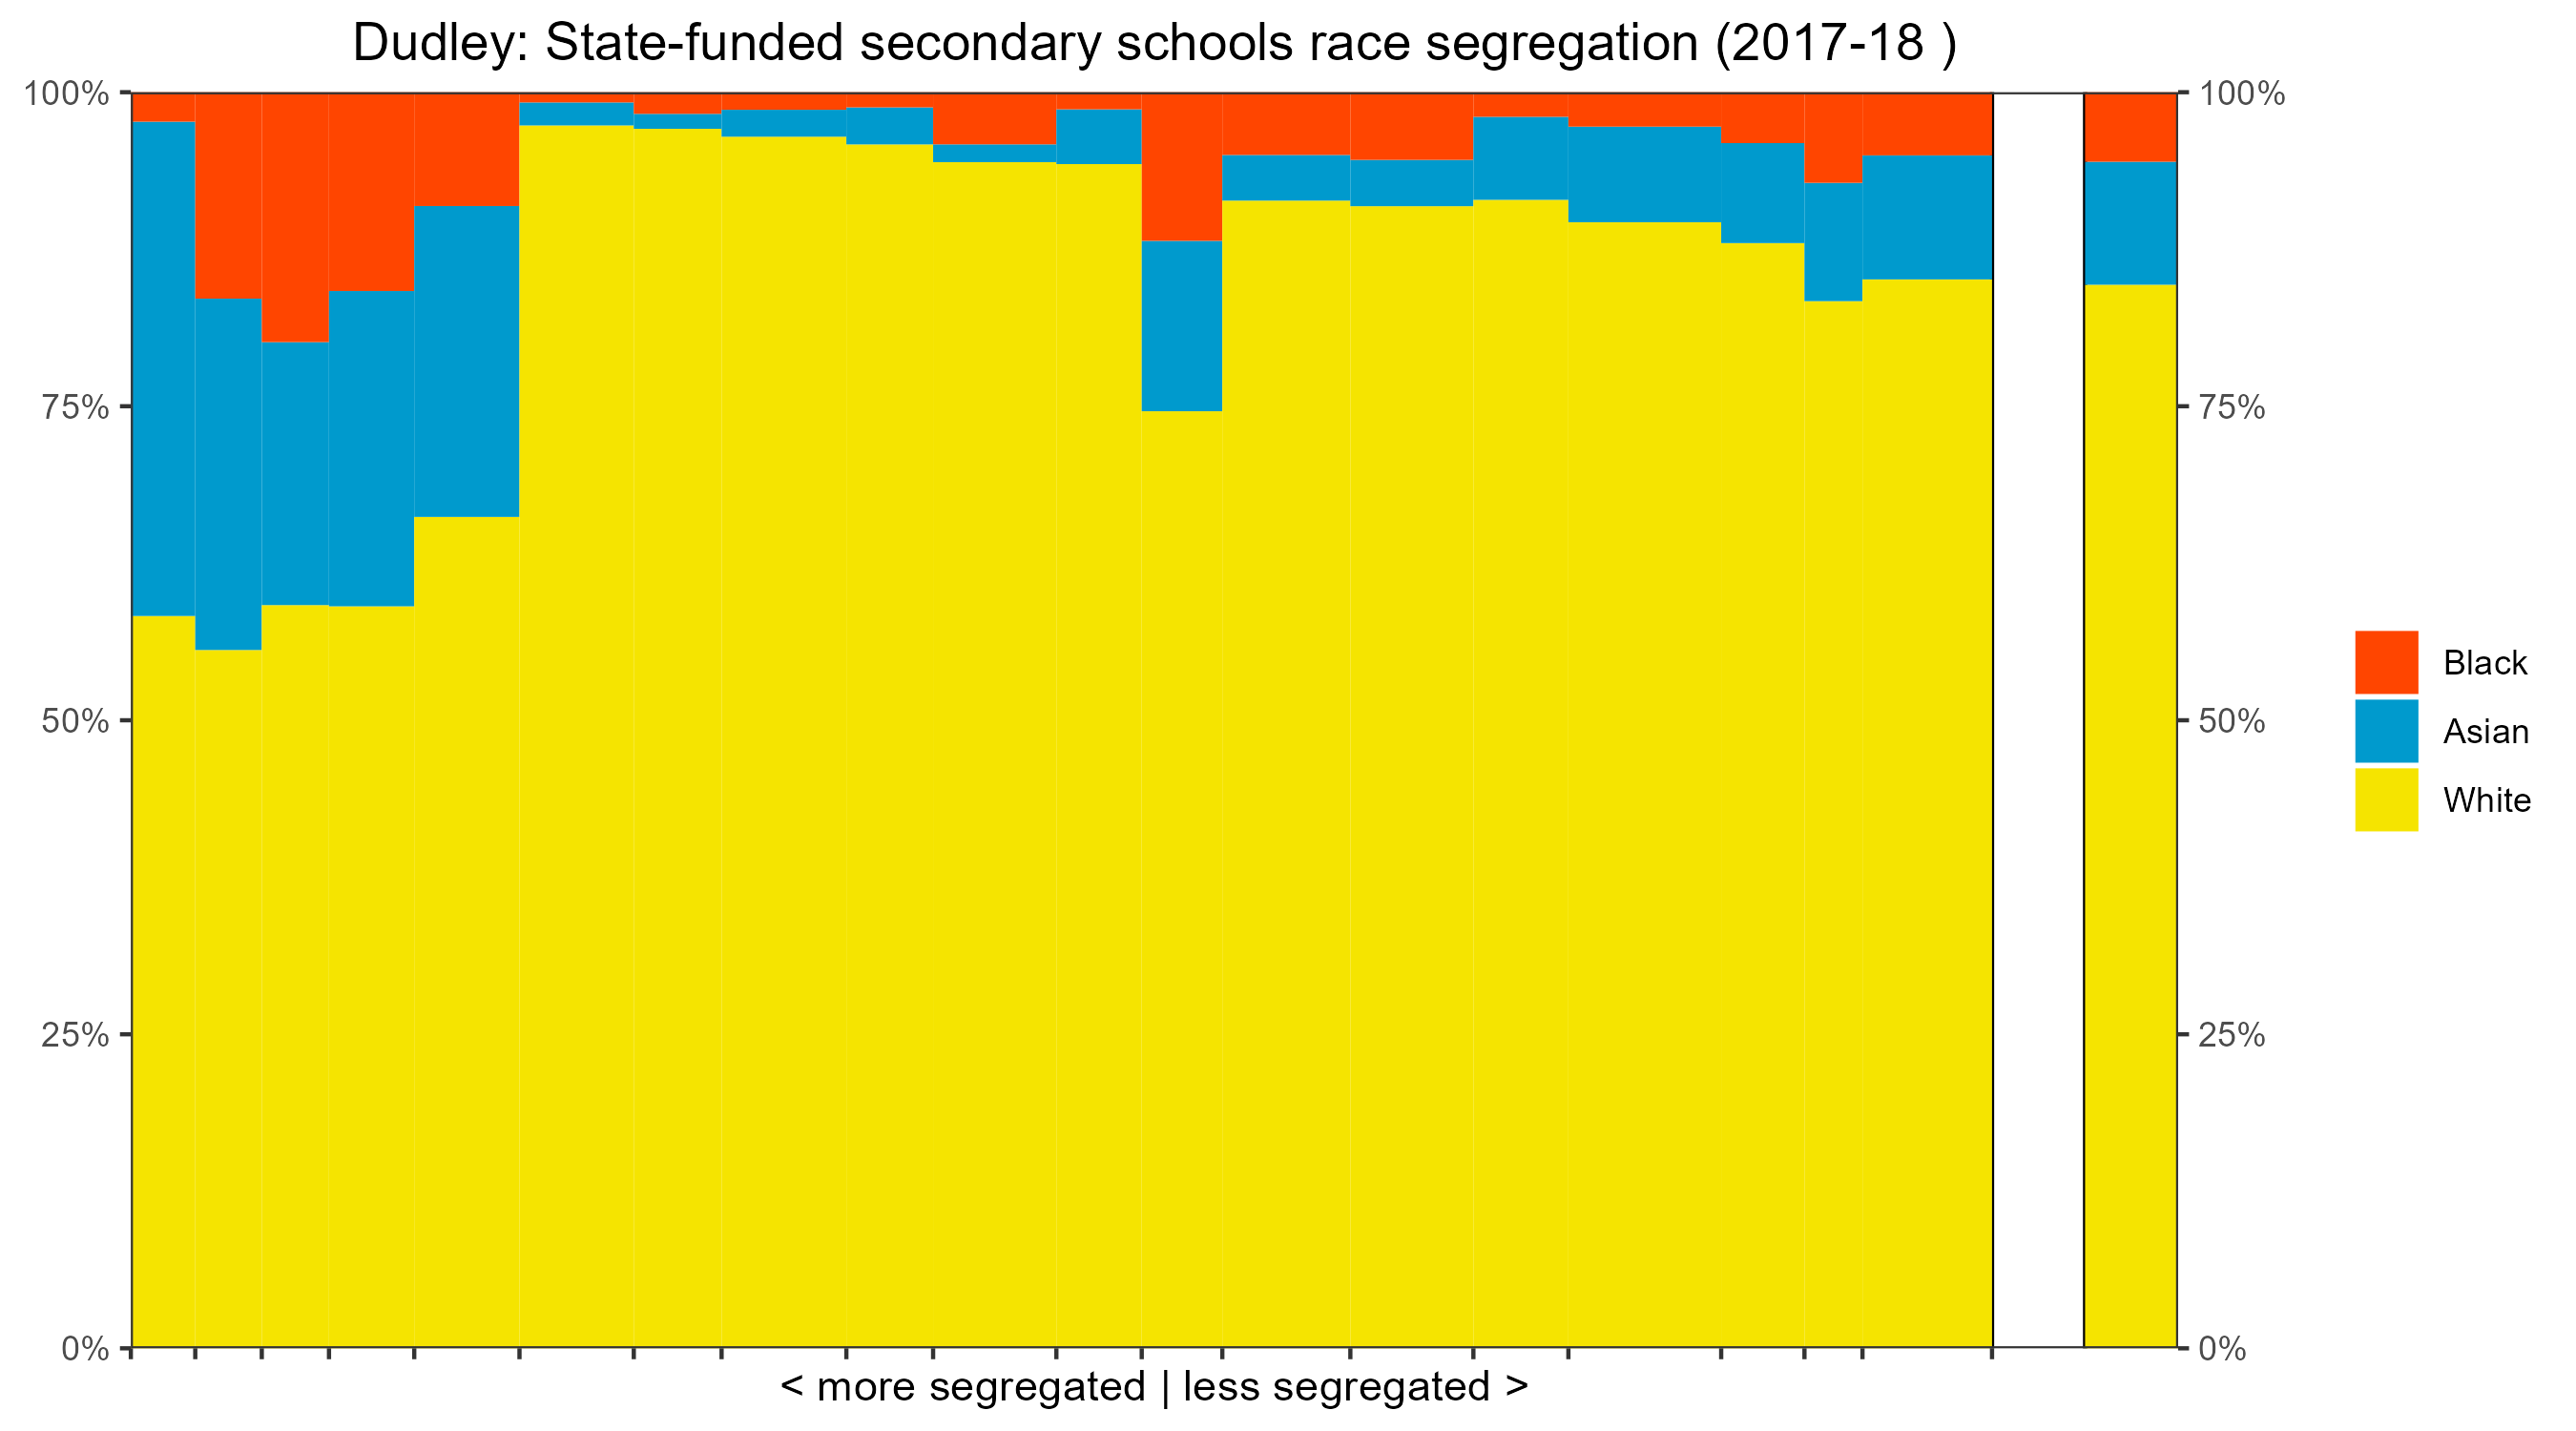 Dudley: State-funded secondary schools race segregation (2017-18 )
100%
75%
50%
25%
0%
100%
75%
50%
25%
0%
Black
Asian
White
< more segregated | less segregated >